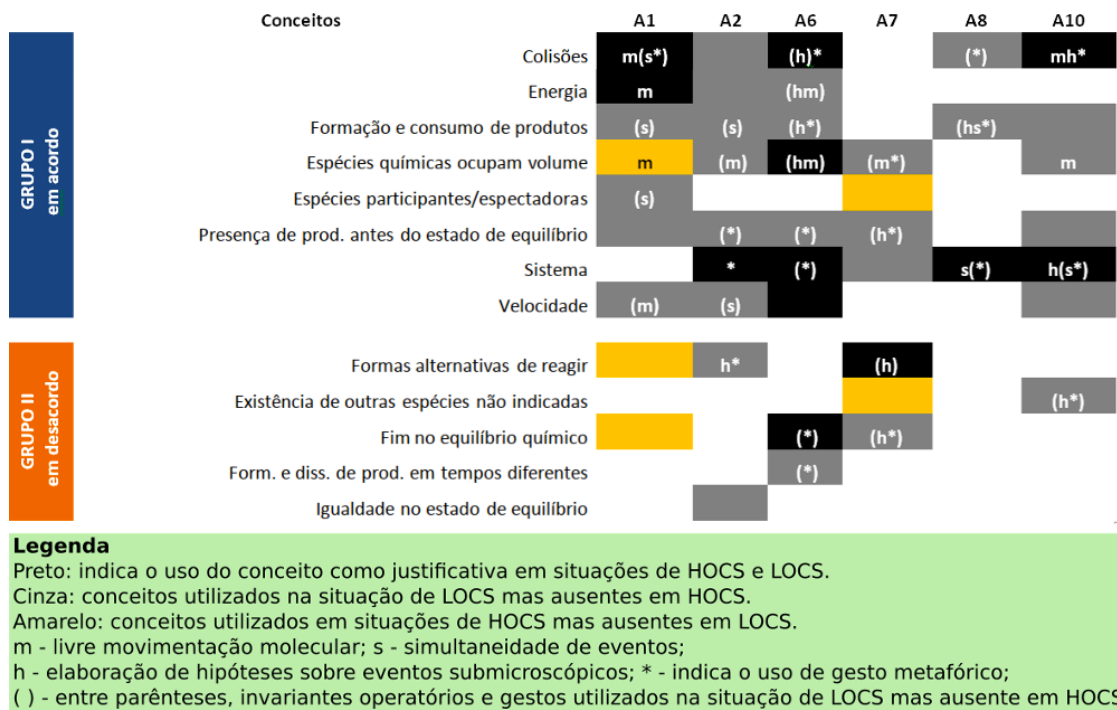 Conceitos A1 A2 A6 A7 A8 A10
GRUPO I
em acordo
Colisões m(s*) (h)* (*) mh*
Energia m (hm)
Formação e consumo de produtos (s) (s) (h*) (hs*)
Espécies químicas ocupam volume m (m) (hm) (m*) m
Espécies participantes/espectadoras (s)
Presença de prod. antes do estado de equilíbrio (*) (*) (h*)
Sistema * (*) s(*) h(s*)
Velocidade (m) (s)
GRUPO II
em desacordo
Formas alternativas de reagir h* (h)
Existência de outras espécies não indicadas (h*)
Fim no equilíbrio químico (*) (h*)
Form. e diss. de prod. em tempos diferentes (*)
Igualdade no estado de equilíbrio
Legenda
Preto: indica o uso do conceito como justificativa em situações de HOCS e LOCS.
Cinza: conceitos utilizados na situação de LOCS mas ausentes em HOCS.
Amarelo: conceitos utilizados em situações de HOCS mas ausentes em LOCS.
m - livre movimentação molecular; s - simultaneidade de eventos;
h - elaboração de hipóteses sobre eventos submicroscópicos; * - indica o uso de gesto metafórico;
( ) - entre parênteses, invariantes operatórios e gestos utilizados na situação de LOCS mas ausente em HOCS